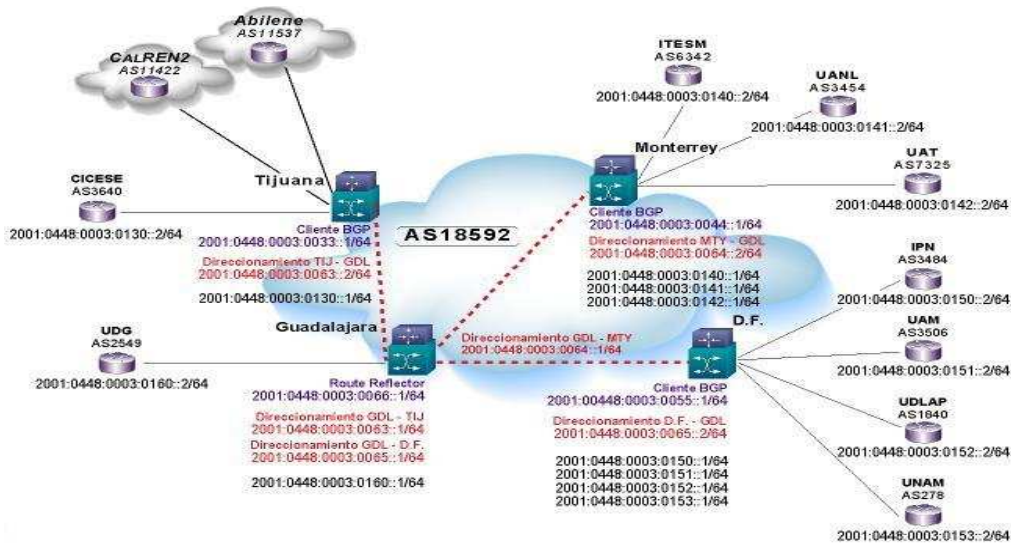 Abilene
AS11537
CALREN2
AS11422
ITESM
AS6342
2001:0448:0003:0140::2/64
UANL
AS3454
2001:0448:0003:0141::2/64
Monterrey
UAT
AS7325
2001:0448:0003:0142::2/64
Tijuana
CICESE
AS3640
2001:0448:0003:0130::2/64
Cliente BGP
2001:0448:0003:0033::1/64
Direccionamiento TIJ - GDL
2001:0448:0003:0063::2/64
2001:0448:0003:0130::1/64
AS18592
Cliente BGP
2001:0448:0003:0044::1/64
Direccionamiento MTY - GDL
2001:0448:0003:0064::2/64
2001:0448:0003:0140::1/64
2001:0448:0003:0141::1/64
2001:0448:0003:0142::1/64
IPN
AS3484
2001:0448:0003:0150::2/64
Guadalajara
D.F.
UDG
AS2549
2001:0448:0003:0160::2/64
Direccionamiento GDL - MTY
2001:0448:0003:0064::1/64
UAM
AS3506
2001:0448:0003:0151::2/64
Route Reflector
2001:0448:0003:0066::1/64
Direccionamiento GDL - TIJ
2001:0448:0003:0063::1/64
Direccionamiento GDL - D.F.
2001:0448:0003:0065::1/64
2001:0448:0003:0160::1/64
Cliente BGP
2001:00448:0003:0055::1/64
Direccionamiento D.F. - GDL
2001:0448:0003:0065::2/64
2001:0448:0003:0150::1/64
2001:0448:0003:0151::1/64
2001:0448:0003:0152::1/64
2001:0448:0003:0153::1/64
UDLAP
AS1840
2001:0448:0003:0152::2/64
UNAM
AS278
2001:0448:0003:0153::2/64